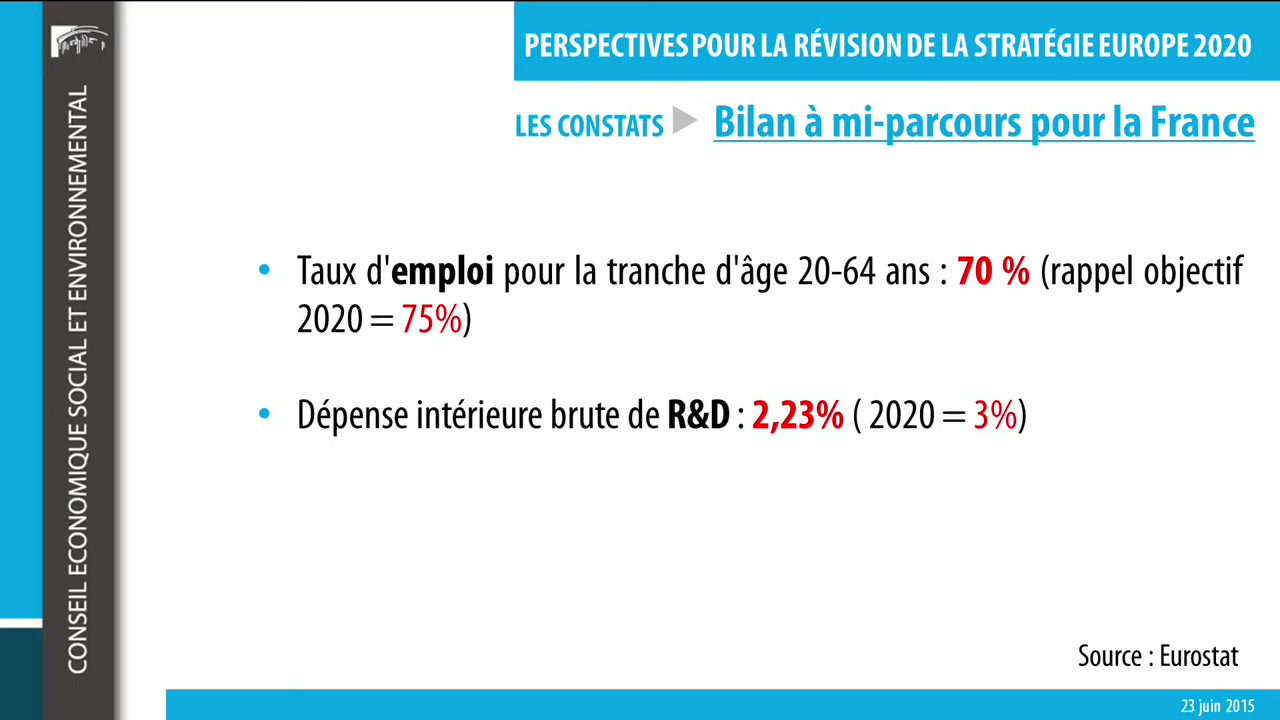 PERSPECTIVES POUR LA RÉVISION DE LA STRATÉGIE EUROPE 2020
LES CONSTATS ▶ Bilan à mi-parcours pour la France
CONSEIL ECONOMIQUE SOCIAL ET ENVIRONNEMENTAL
• Taux d'emploi pour la tranche d'âge 20-64 ans : 70 % (rappel objectif
2020 = 75%)
• Dépense intérieure brute de R&D : 2,23% ( 2020 = 3%)
Source : Eurostat
23 juin 2015